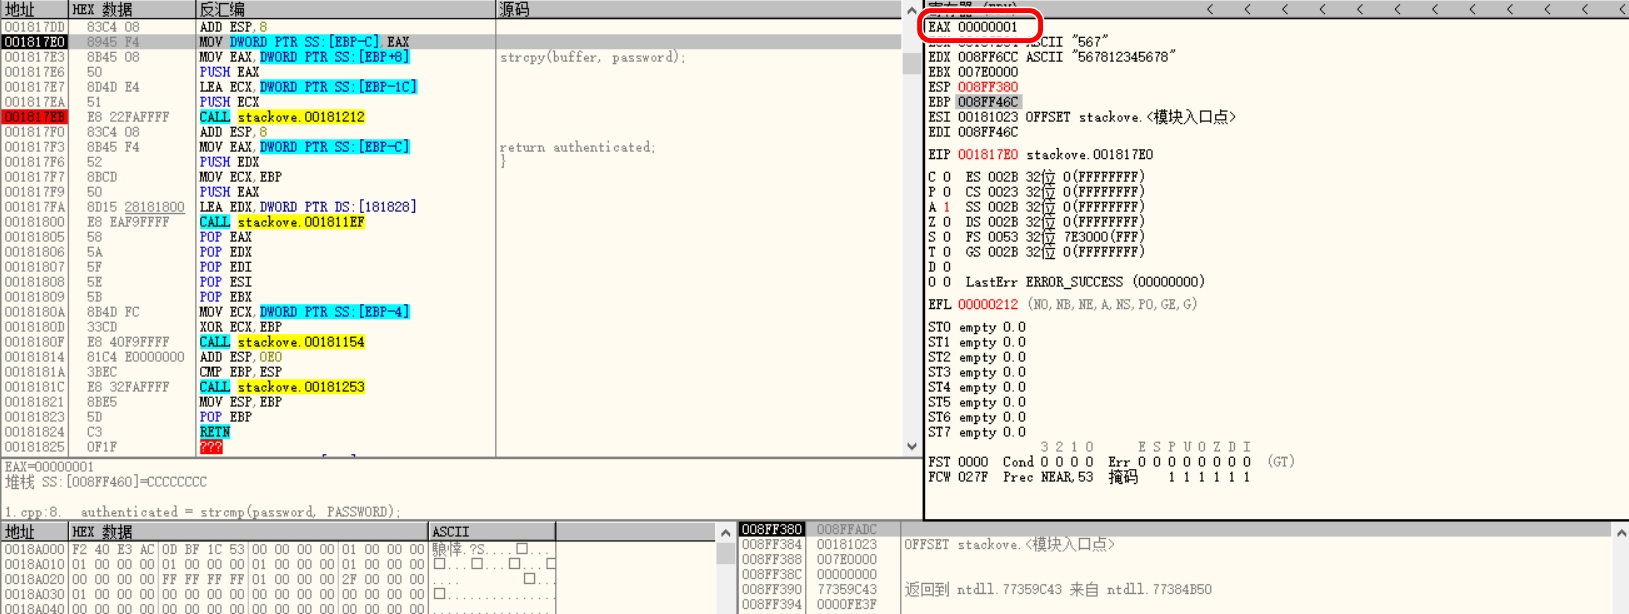 地址 HEX 数据 反汇编 源码
001817DD 83C4 08 ADD ESP,8
001817E0 8945 F4 MOV DWORD PTR SS:[EBP-C],EAX
001817E3 8B45 08 MOV EAX,DWORD PTR SS:[EBP+8] strcpy(buffer, password);
001817E6 50 PUSH EAX
001817E7 8D4D E4 LEA ECX,DWORD PTR SS:[EBP-1C]
001817EA 51 PUSH ECX
001817EB E8 22FAFFFF CALL stackove.00181212
001817F0 83C4 08 ADD ESP,8
001817F3 8B45 F4 MOV EAX,DWORD PTR SS:[EBP-C] return authenticated;
001817F6 52 PUSH EDX }
001817F7 8BCD MOV ECX,EBP
001817F9 50 PUSH EAX
001817FA 8D15 28181800 LEA EDX,DWORD PTR DS:[181828]
00181800 E8 EAF9FFFF CALL stackove.001811EF
00181805 58 POP EAX
00181806 5A POP EDX
00181807 5F POP EDI
00181808 5E POP ESI
00181809 5B POP EBX
0018180A 8B4D FC MOV ECX,DWORD PTR SS:[EBP-4]
0018180D 33CD XOR ECX,EBP
0018180F E8 40F9FFFF CALL stackove.00181154
00181814 81C4 E0000000 ADD ESP,0E0
0018181A 3BEC CMP EBP,ESP
0018181C E8 32FAFFFF CALL stackove.00181253
00181821 8BE5 MOV ESP,EBP
00181823 5D POP EBP
00181824 C3 RETN
00181825 0F1F ???
EAX=00000001
堆栈 SS:[008FF460]=CCCCCCCC
1.cpp:8. authenticated = strcmp(password, PASSWORD);
EAX 00000001
ASCII "567"
EDX 008FF6CC ASCII "567812345678"
EBX 007E0000
ESP 008FF380
EBP 008FF46C
ESI 00181023 OFFSET stackove.<模块入口点>
EDI 008FF46C
EIP 001817E0 stackove.001817E0
C 0 ES 002B 32位 0(FFFFFFFF)
P 0 CS 0023 32位 0(FFFFFFFF)
A 1 SS 002B 32位 0(FFFFFFFF)
Z 0 DS 002B 32位 0(FFFFFFFF)
S 0 FS 0053 32位 7E3000(FFF)
T 0 GS 002B 32位 0(FFFFFFFF)
D 0
O 0 LastErr ERROR_SUCCESS (00000000)
EFL 00000212 (NO,NB,NE,A,NS,PO,GE,G)
ST0 empty 0.0
ST1 empty 0.0
ST2 empty 0.0
ST3 empty 0.0
ST4 empty 0.0
ST5 empty 0.0
ST6 empty 0.0
ST7 empty 0.0
3 2 1 0 E S P U O Z D I
FST 0000 Cond 0 0 0 0 Err 0 0 0 0 0 0 0 0 (GT)
FCW 027F Prec NEAR,53 掩码 1 1 1 1 1 1
地址 HEX 数据 ASCII
0018A000 F2 40 E3 AC 0D BF 1C 53 00 00 00 00 01 00 00 00
0018A010 01 00 00 00 01 00 00 00 01 00 00 00 01 00 00 00
0018A020 00 00 00 00 FF FF FF FF 01 00 00 00 2F 00 00 00
0018A030 01 00 00 00 00 00 00 00 00 00 00 00 00 00 00 00
0018A040 00 00 00 00 00 00 00 00 00 00 00 00 00 00 00 00
008FF380 008FFADC
008FF384 00181023 OFFSET stackove.<模块入口点>
008FF388 007E0000
008FF38C 00000000
008FF390 77359C43 返回到 ntdll.77359C43 来自 ntdll.77384B50
008FF394 0000FE3F